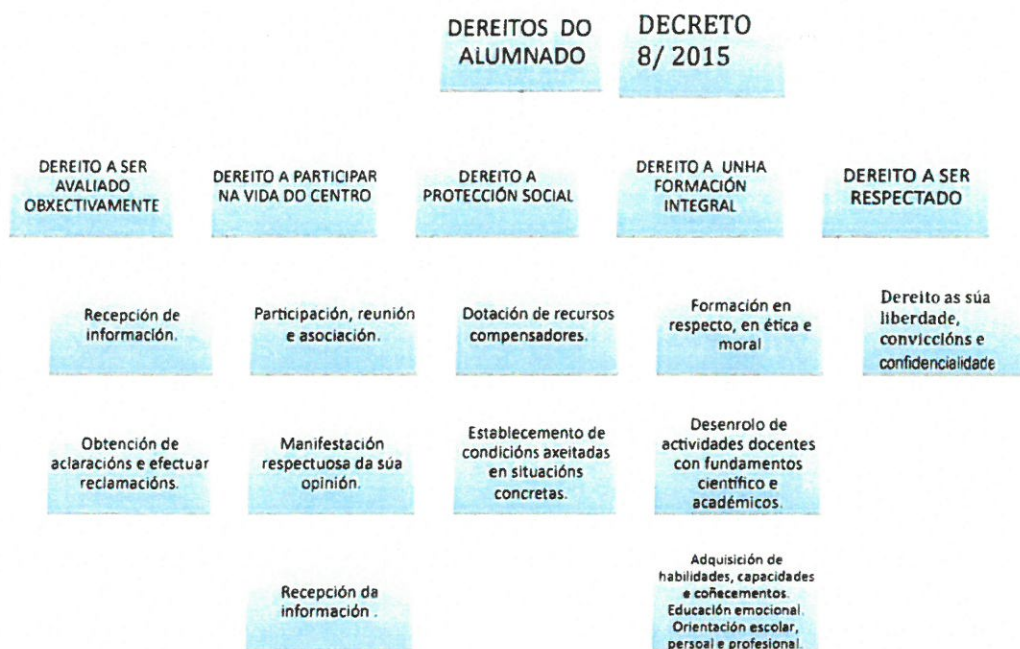 DEREITOS DO
ALUMNADO
DECRETO
8/ 2015
DEREITO A SER
AVALIADO
OBXECTIVAMENTE
DEREITO A PARTICIPAR
NA VIDA DO CENTRO
DEREITO A
PROTECCIÓN SOCIAL
DEREITO A UNHA
FORMACIÓN
INTEGRAL
DEREITO A SER
RESPECTADO
Recepción de
información.
Participación, reunión
e asociación.
Dotación de recursos
compensadores.
Formación en
respecto, en ética e
moral
Dereito as súa
liberdade,
conviccións e
confidencialidade
Obtención de
aclaracións e efectuar
reclamacións.
Manifestación
respectuosa da súa
opinión.
Establecemento de
condicións axeitadas
en situacións
concretas.
Desenrolo de
actividades docentes
con fundamentos
científico e
académicos.
Recepción da
información .
Adquisición de
habilidades, capacidades
e coñecementos.
Educación emocional.
Orientación escolar,
persoal e profesional.